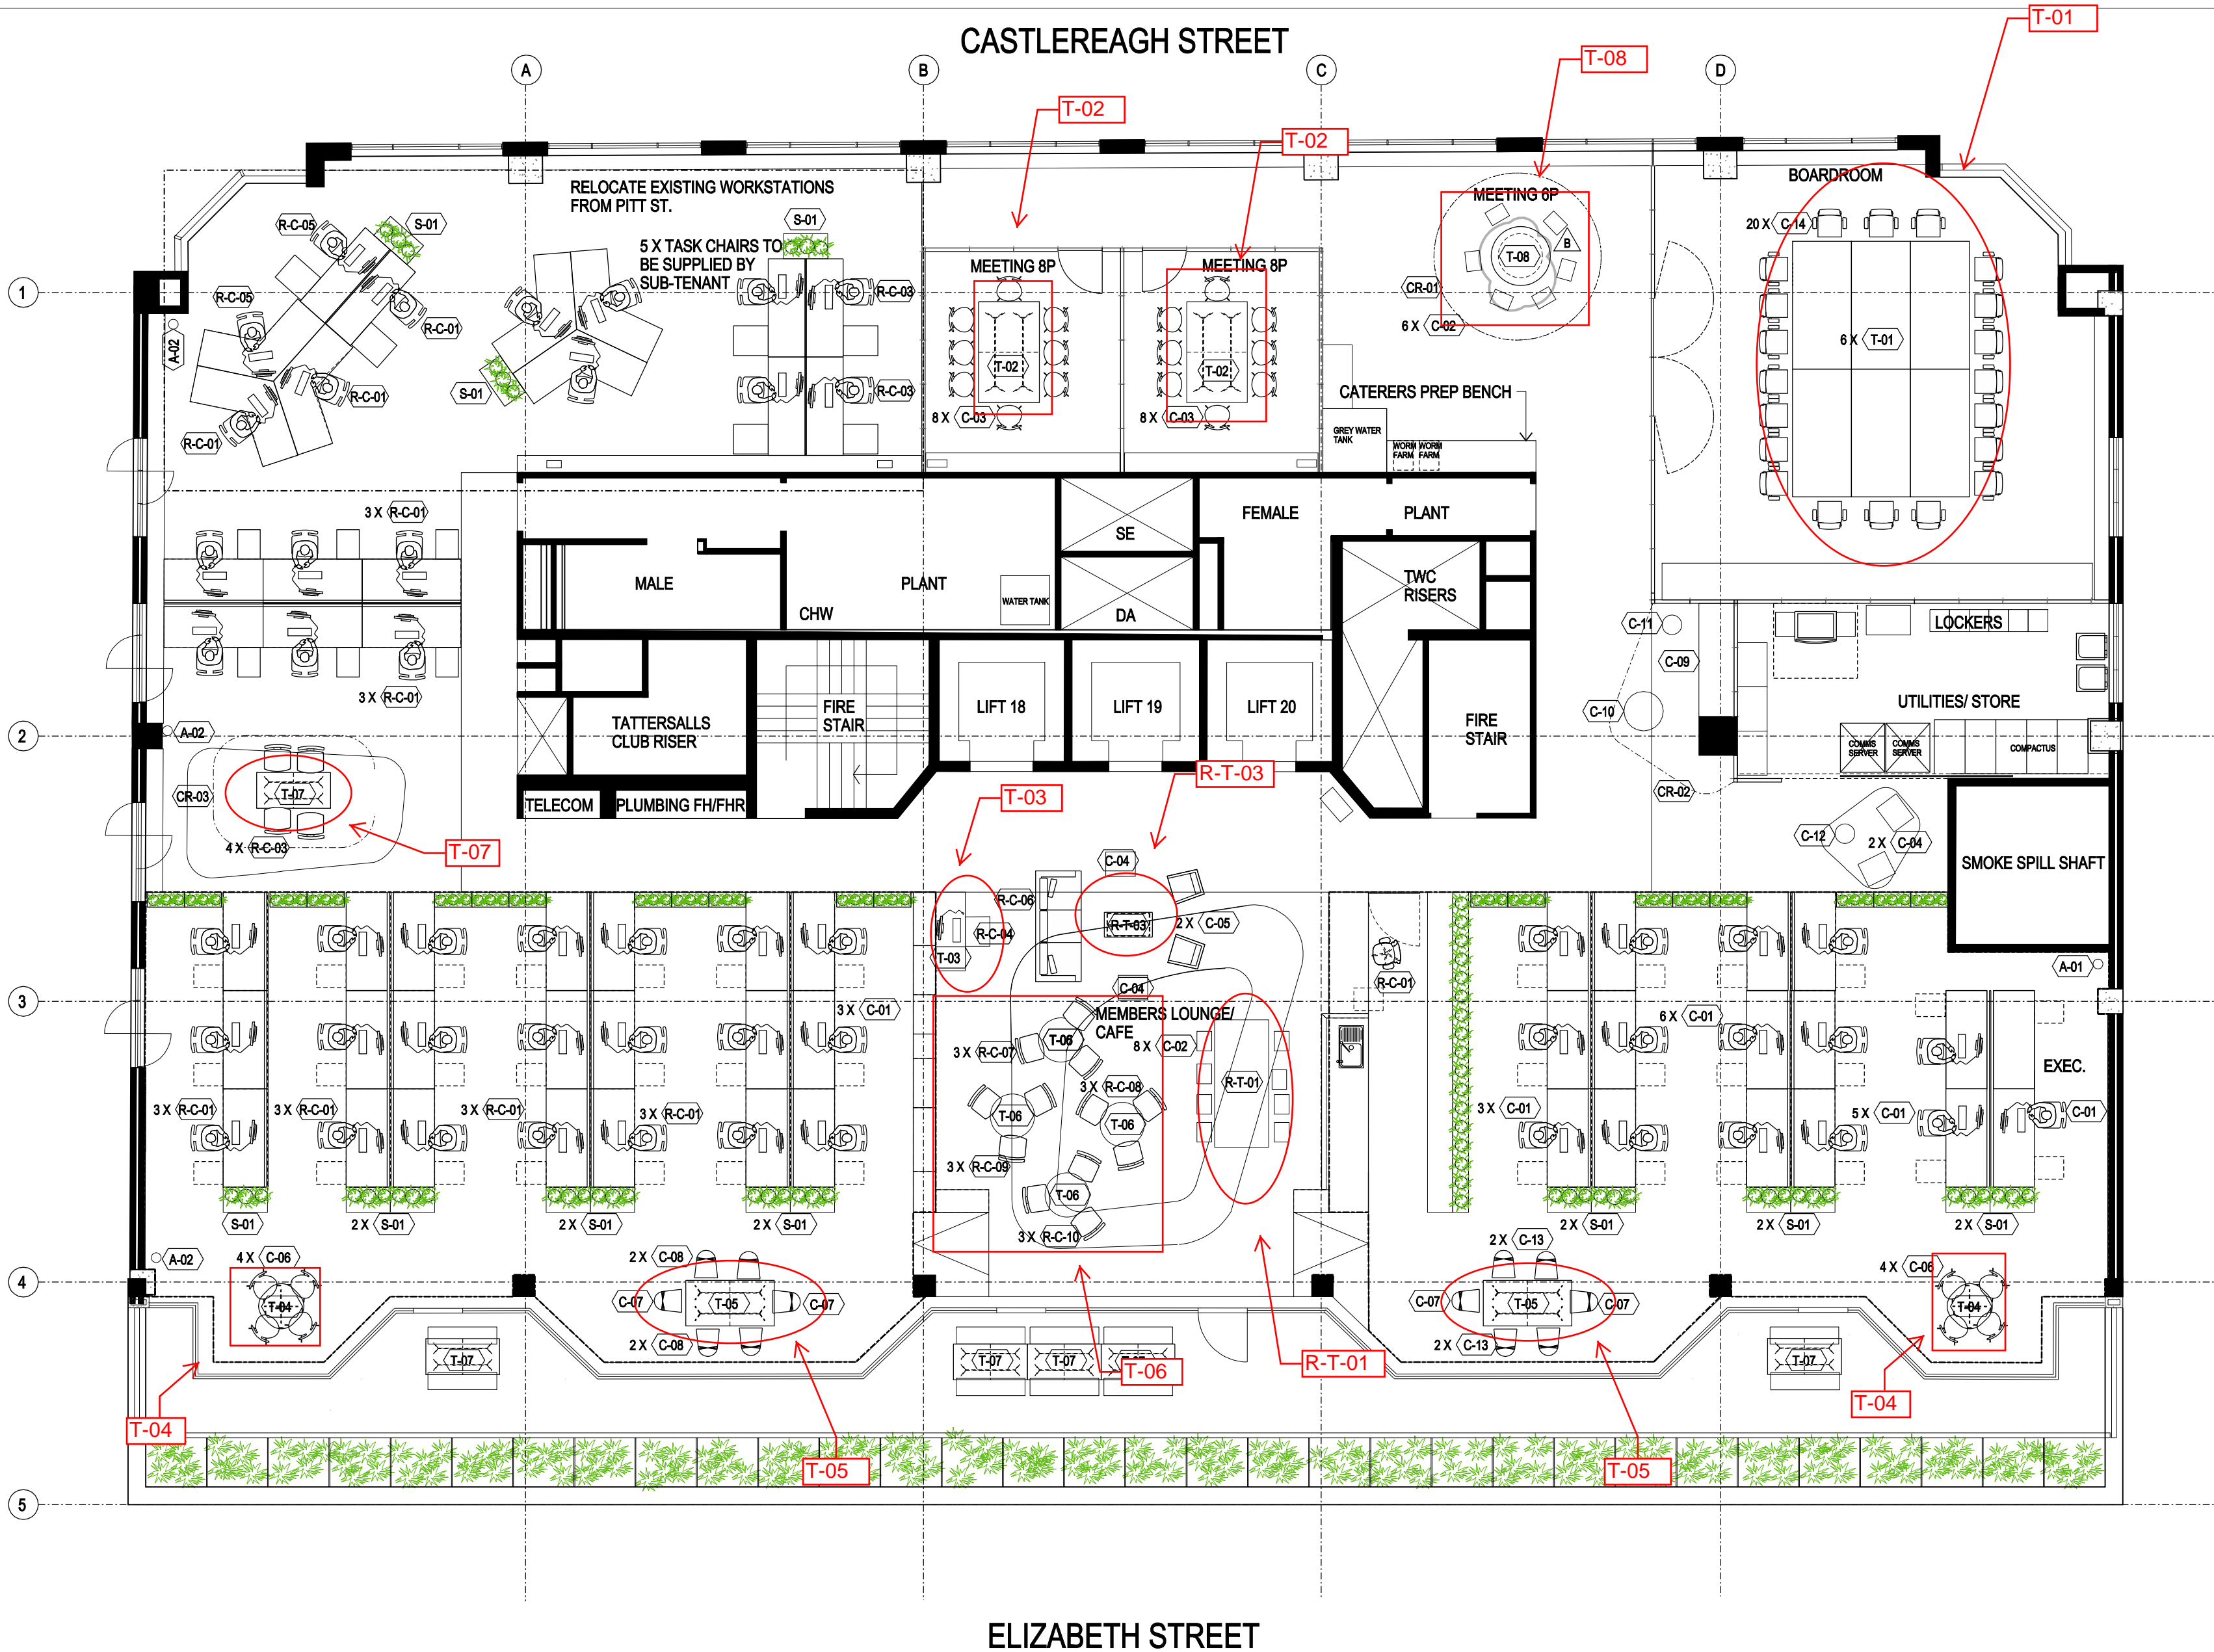 CASTLEREAGH STREET
T-01
T-08
A
B
C
D
T-02
T-02
RELOCATE EXISTING WORKSTATIONS
FROM PITT ST.
BOARDROOM
MEETING 6P
R-C-05
S-01
S-01
20 X C-14
5 X TASK CHAIRS TO
BE SUPPLIED BY
SUB-TENANT
B
T-08
MEETING 8P
MEETING 8P
1
R-C-05
R-C-03
CR-01
R-C-01
6 X C-02
A-02
6 X T-01
T-02
T-02
S-01
R-C-01
R-C-03
CATERERS PREP BENCH
8 X C-03
8 X C-03
R-C-01
GREY WATER
TANK
WORM
FARM
WORM
FARM
3 X R-C-01
FEMALE
PLANT
SE
MALE
PLANT
TWC
RISERS
WATER TANK
CHW
DA
C-11
LOCKERS
C-09
3 X R-C-01
UTILITIES/ STORE
C-10
FIRE
STAIR
LIFT 18
LIFT 19
LIFT 20
FIRE
STAIR
TATTERSALLS
CLUB RISER
2
A-02
COMMS
SERVER
COMMS
SERVER
COMPACTUS
R-T-03
CR-03
T-07
T-03
CR-02
TELECOM
PLUMBING FH/FHR
4 X R-C-03
T-07
C-12
2 X C-04
C-04
SMOKE SPILL SHAFT
R-C-06
R-T-03
2 X C-05
R-C-04
T-03
A-01
R-C-01
C-04
3
3 X C-01
MEMBERS LOUNGE/
CAFE
6 X C-01
T-06
8 X C-02
3 X R-C-07
EXEC.
R-T-01
3 X R-C-08
3 X R-C-01
3 X R-C-01
3 X R-C-01
3 X R-C-01
T-06
T-06
3 X C-01
5 X C-01
C-01
3 X R-C-09
T-06
S-01
2 X S-01
2 X S-01
2 X S-01
3 X R-C-10
2 X S-01
2 X S-01
2 X S-01
A-02
4 X C-06
2 X C-08
2 X C-13
4 X C-06
4
C-07
T-05
C-07
C-07
T-05
C-07
T-04
T-04
2 X C-08
2 X C-13
T-07
T-07
T-07
T-07
T-06
R-T-01
T-04
T-04
T-05
T-05
5
ELIZABETH STREET